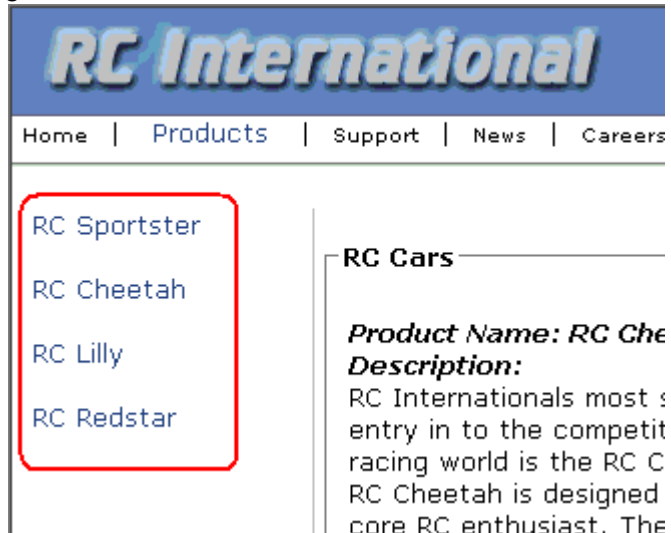 RC International
Home | Products | Support | News | Careers
RC Sportster
RC Cheetah
RC Lilly
RC Redstar
RC Cars
Product Name: RC Che
Description:
RC Internationals most s
entry in to the competit
racing world is the RC C
RC Cheetah is designed
core RC enthusiast. The